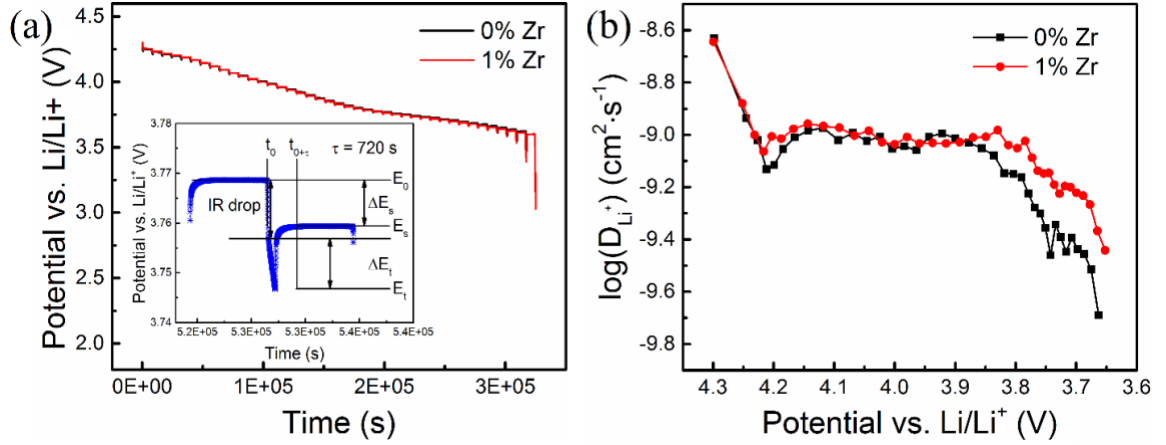 (a)
Potential vs. Li/Li+ (V)
4.5
4.0
3.5
3.0
2.5
2.0
0% Zr
1% Zr
Potential vs. Li/Li⁺ (V)
3.78
3.77
3.76
3.75
3.74
t₀
t₀₊τ
τ = 720 s
E₀
IR drop
ΔEₛ
Eₛ
ΔEₜ
Eₜ
5.2E+05 5.3E+05 5.3E+05 5.4E+05 5.4E+05
Time (s)
0E+00 1E+05 2E+05 3E+05
Time (s)
(b)
log(D_Li⁺) (cm²·s⁻¹)
-8.6
-8.8
-9.0
-9.2
-9.4
-9.6
-9.8
0% Zr
1% Zr
4.3 4.2 4.1 4.0 3.9 3.8 3.7 3.6
Potential vs. Li/Li⁺ (V)